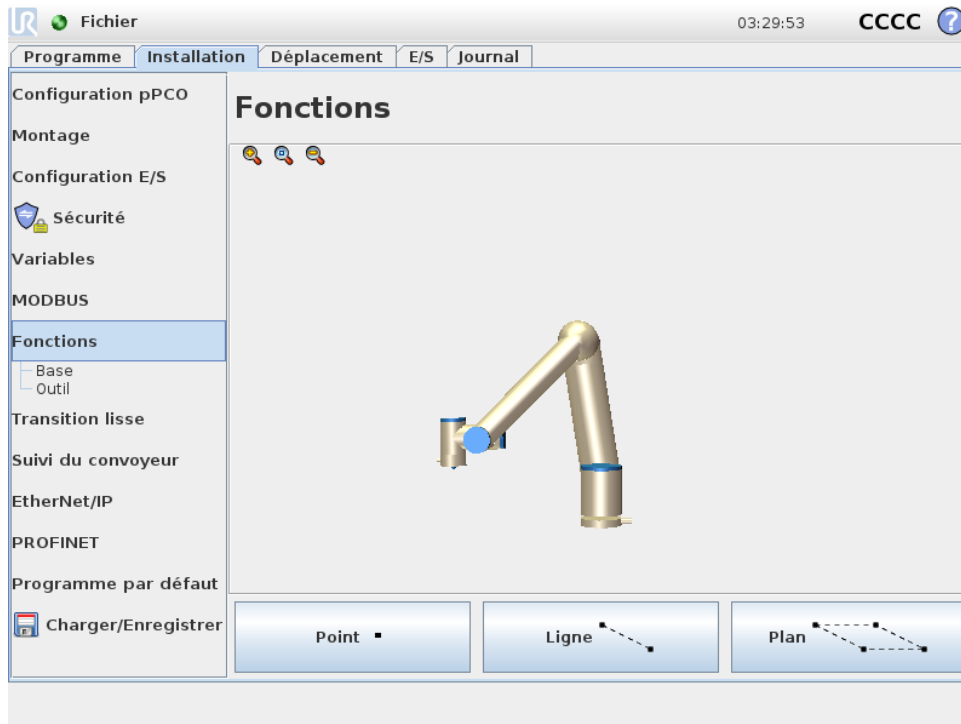 UR Fichier 03:29:53 CCCC ?
Programme Installation Déplacement E/S Journal
Configuration pPCO
Montage
Configuration E/S
Sécurité
Variables
MODBUS
Fonctions
Base
Outil
Transition lisse
Suivi du convoyeur
EtherNet/IP
PROFINET
Programme par défaut
Charger/Enregistrer
Fonctions
Point
Ligne
Plan